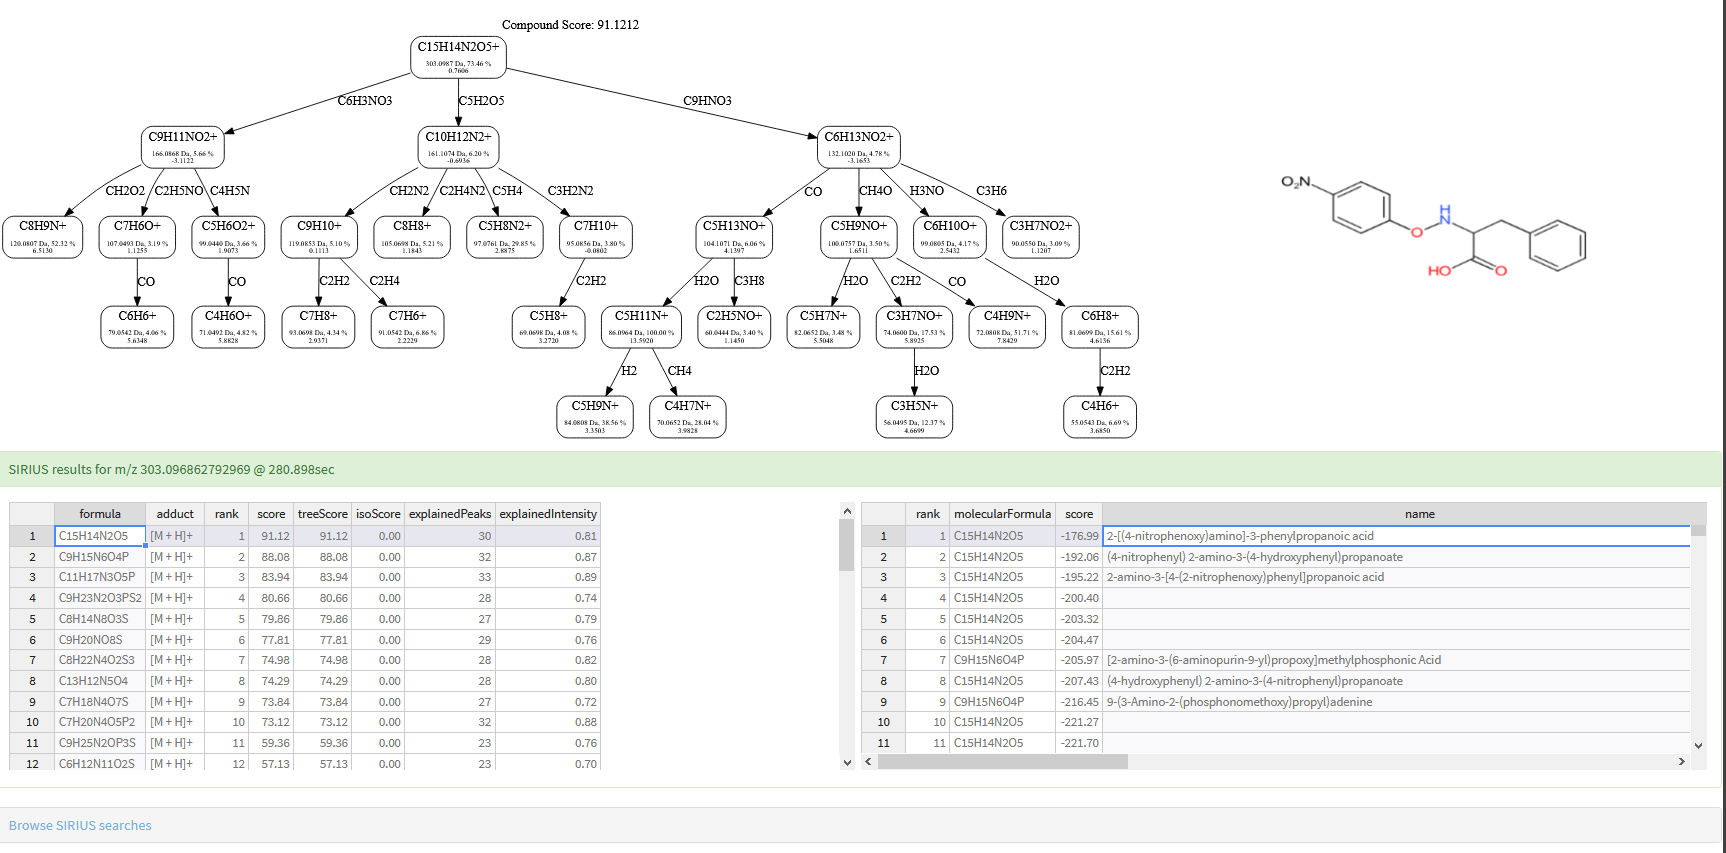 Compound Score: 91.1212
C15H14N2O5+
303.0987 Da, 73.46 %
0.7606
C6H3NO3
C5H2O5
C9HNO3
C9H11NO2+
166.0868 Da, 5.66 %
-3.1122
C10H12N2+
161.1074 Da, 6.20 %
-0.6936
C6H13NO2+
132.1020 Da, 4.78 %
-3.1653
CH2O2
C2H5NO
C4H5N
CH2N2
C2H4N2
C5H4
C3H2N2
CO
CH4O
H3NO
C3H6
C8H9N+
120.0807 Da, 52.32 %
6.5130
C7H6O+
107.0493 Da, 3.19 %
1.1255
C5H6O2+
99.0440 Da, 3.66 %
1.9073
C9H10+
119.0853 Da, 5.10 %
0.1113
C8H8+
105.0698 Da, 5.21 %
1.1843
C5H8N2+
97.0761 Da, 29.85 %
2.8875
C7H10+
95.0856 Da, 3.80 %
-0.0802
C5H13NO+
104.1071 Da, 6.06 %
4.1397
C5H9NO+
100.0757 Da, 3.50 %
1.6511
C6H10O+
99.0805 Da, 4.17 %
2.5432
C3H7NO2+
90.0550 Da, 3.09 %
1.1207
CO
CO
C2H2
C2H4
C2H2
H2O
C3H8
H2O
C2H2
CO
H2O
C6H6+
79.0542 Da, 4.06 %
5.6348
C4H6O+
71.0492 Da, 4.82 %
5.8828
C7H8+
93.0698 Da, 4.34 %
2.9371
C7H6+
91.0542 Da, 6.86 %
2.2229
C5H8+
69.0698 Da, 4.08 %
3.2720
C5H11N+
86.0964 Da, 100.00 %
13.5920
C2H5NO+
60.0444 Da, 3.40 %
1.1450
C5H7N+
82.0652 Da, 3.48 %
5.5048
C3H7NO+
74.0600 Da, 17.53 %
5.8925
C4H9N+
72.0808 Da, 51.71 %
7.8429
C6H8+
81.0699 Da, 15.61 %
4.6136
H2
CH4
H2O
C2H2
C5H9N+
84.0808 Da, 38.56 %
3.3503
C4H7N+
70.0652 Da, 28.04 %
3.9828
C3H5N+
56.0495 Da, 12.37 %
4.6699
C4H6+
55.0543 Da, 6.69 %
3.6850
O2N
H
N
O
HO
O
SIRIUS results for m/z 303.096862792969 @ 280.898sec
formula adduct rank score treeScore isoScore explainedPeaks explainedIntensity
1 C15H14N2O5 [M + H]+ 1 91.12 91.12 0.00 30 0.81
2 C9H15N6O4P [M + H]+ 2 88.08 88.08 0.00 32 0.87
3 C11H17N3O5P [M + H]+ 3 83.94 83.94 0.00 33 0.89
4 C9H23N2O3PS2 [M + H]+ 4 80.66 80.66 0.00 28 0.74
5 C8H14N8O3S [M + H]+ 5 79.86 79.86 0.00 27 0.79
6 C9H20NO8S [M + H]+ 6 77.81 77.81 0.00 29 0.76
7 C8H22N4O2S3 [M + H]+ 7 74.98 74.98 0.00 28 0.82
8 C13H12N5O4 [M + H]+ 8 74.29 74.29 0.00 28 0.80
9 C7H18N4O7S [M + H]+ 9 73.84 73.84 0.00 27 0.72
10 C7H20N4O5P2 [M + H]+ 10 73.12 73.12 0.00 32 0.88
11 C9H25N2OP3S [M + H]+ 11 59.36 59.36 0.00 23 0.76
12 C6H12N11O2S [M + H]+ 12 57.13 57.13 0.00 23 0.70
rank molecularFormula score name
1 1 C15H14N2O5 -176.99 2-[(4-nitrophenoxy)amino]-3-phenylpropanoic acid
2 2 C15H14N2O5 -192.06 (4-nitrophenyl) 2-amino-3-(4-hydroxyphenyl)propanoate
3 3 C15H14N2O5 -195.22 2-amino-3-[4-(2-nitrophenoxy)phenyl]propanoic acid
4 4 C15H14N2O5 -200.40
5 5 C15H14N2O5 -203.32
6 6 C15H14N2O5 -204.47
7 7 C9H15N6O4P -205.97 [2-amino-3-(6-aminopurin-9-yl)propoxy]methylphosphonic Acid
8 8 C15H14N2O5 -207.43 (4-hydroxyphenyl) 2-amino-3-(4-nitrophenyl)propanoate
9 9 C9H15N6O4P -216.45 9-(3-Amino-2-(phosphonomethoxy)propyl)adenine
10 10 C15H14N2O5 -221.27
11 11 C15H14N2O5 -221.70
Browse SIRIUS searches